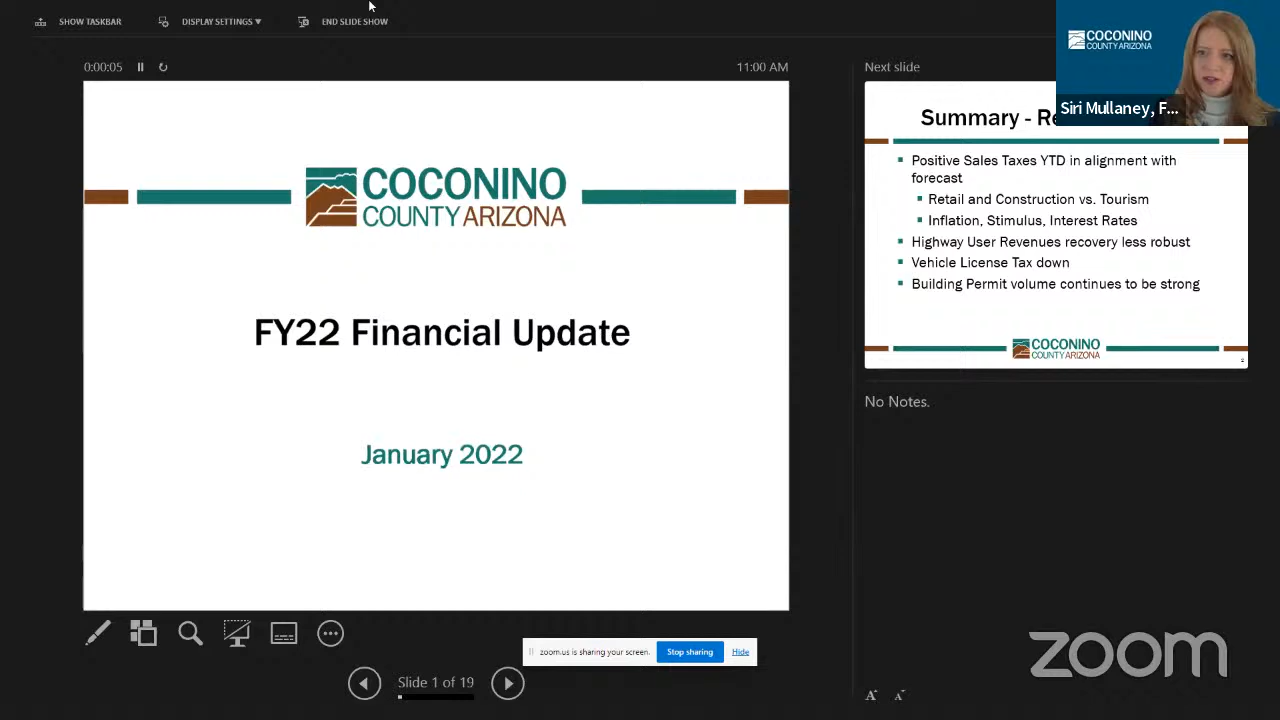 SHOW TASKBAR
DISPLAY SETTINGS ▼
END SLIDE SHOW
COCONINO
COUNTY ARIZONA
Siri Mullaney, F...
0:00:05
11:00 AM
COCONINO
COUNTY ARIZONA
FY22 Financial Update
January 2022
Next slide
Summary - Re
Positive Sales Taxes YTD in alignment with
forecast
Retail and Construction vs. Tourism
Inflation, Stimulus, Interest Rates
Highway User Revenues recovery less robust
Vehicle License Tax down
Building Permit volume continues to be strong
COCONINO
COUNTY ARIZONA
No Notes.
zoom.us is sharing your screen.
Stop sharing
Hide
Slide 1 of 19
A A
zoom